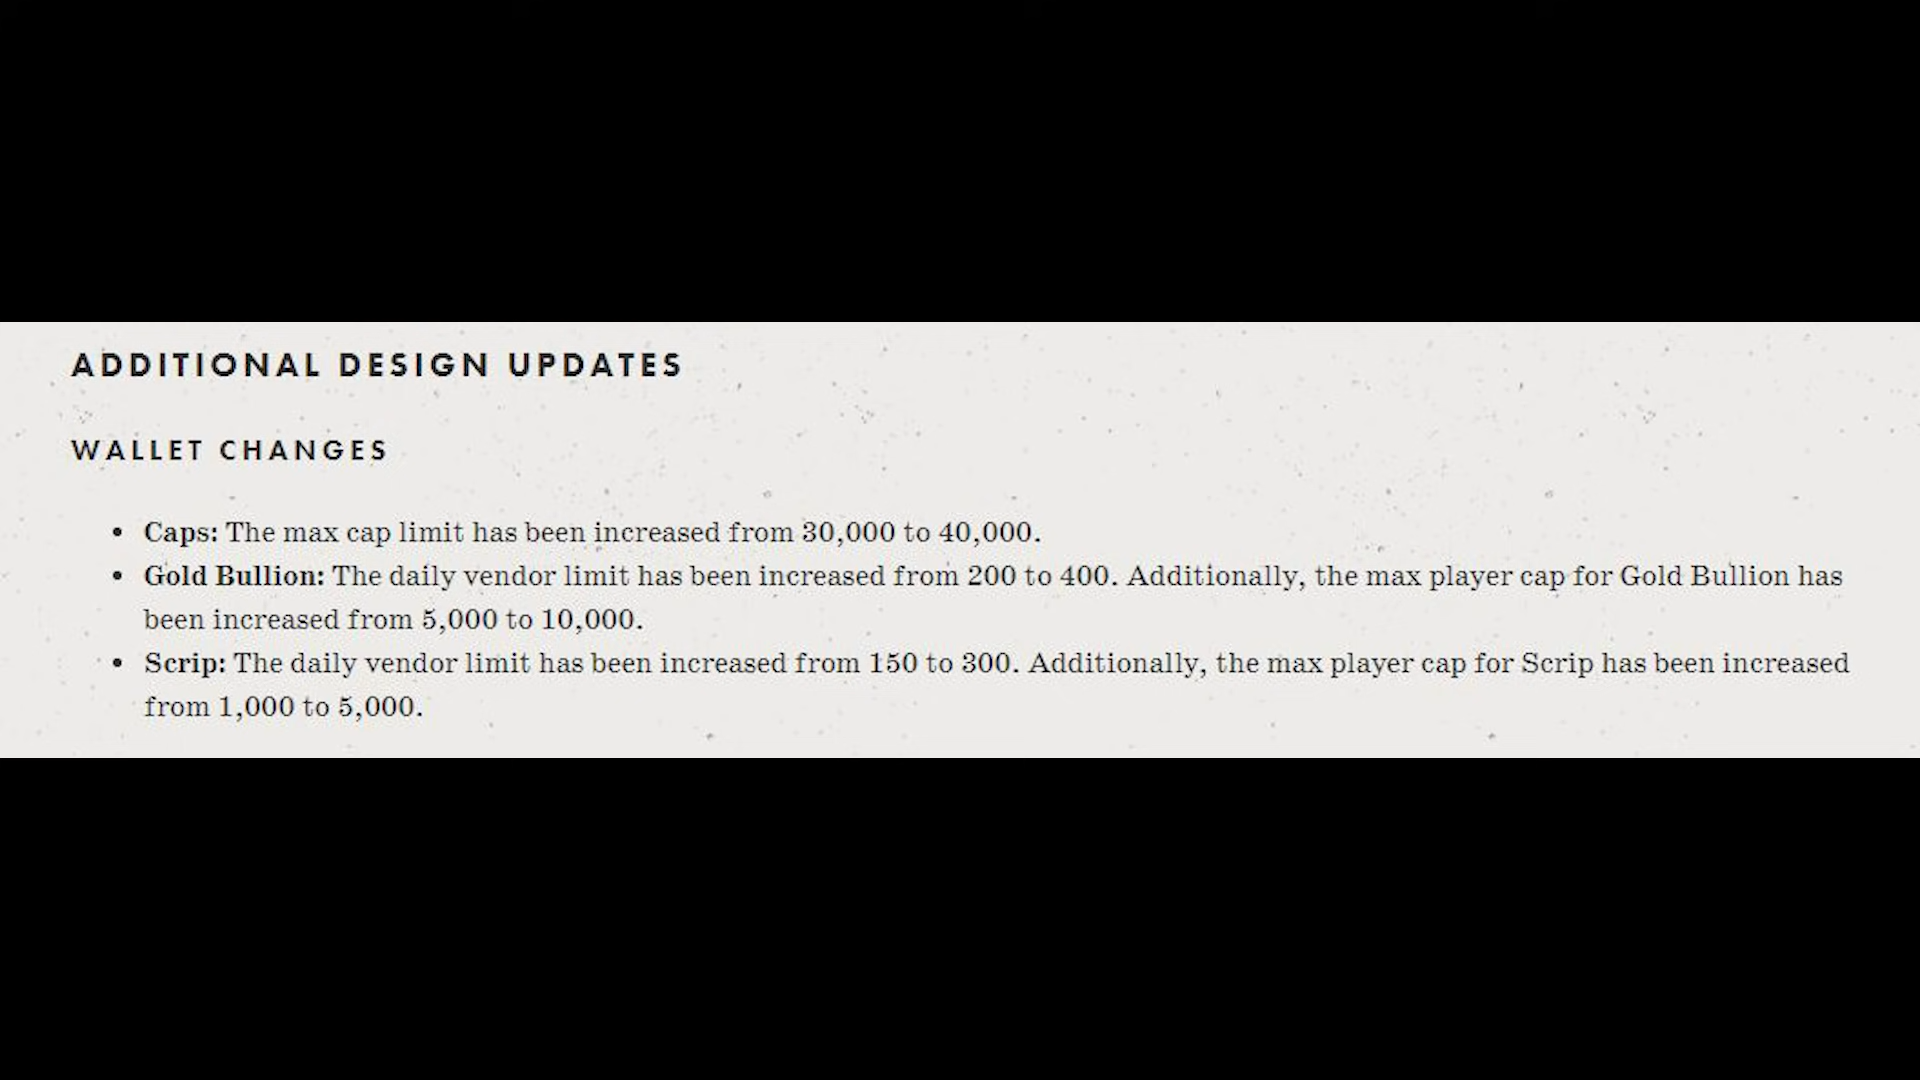 ADDITIONAL DESIGN UPDATES
WALLET CHANGES
• Caps: The max cap limit has been increased from 30,000 to 40,000.
• Gold Bullion: The daily vendor limit has been increased from 200 to 400. Additionally, the max player cap for Gold Bullion has
been increased from 5,000 to 10,000.
• Scrip: The daily vendor limit has been increased from 150 to 300. Additionally, the max player cap for Scrip has been increased
from 1,000 to 5,000.